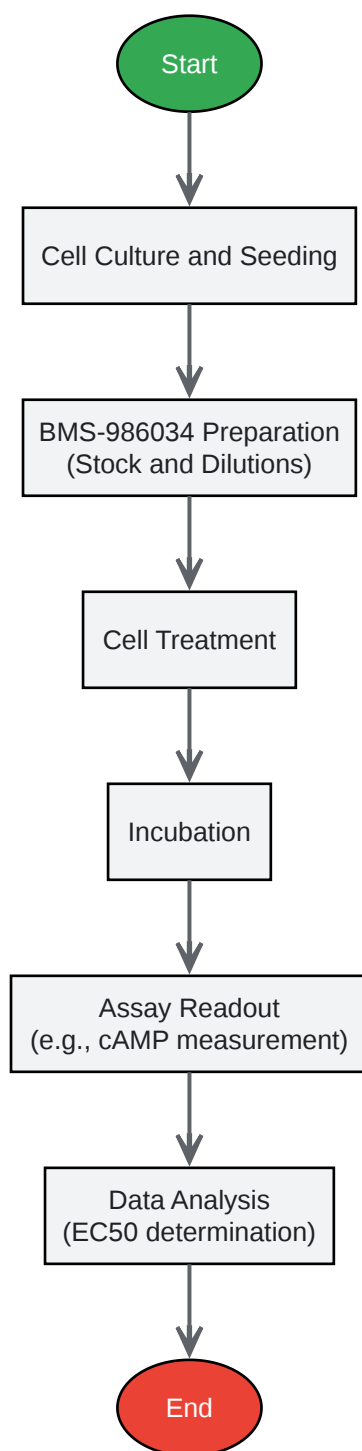 Start
Cell Culture and Seeding
BMS-986034 Preparation
(Stock and Dilutions)
Cell Treatment
Incubation
Assay Readout
(e.g., cAMP measurement)
Data Analysis
(EC50 determination)
End